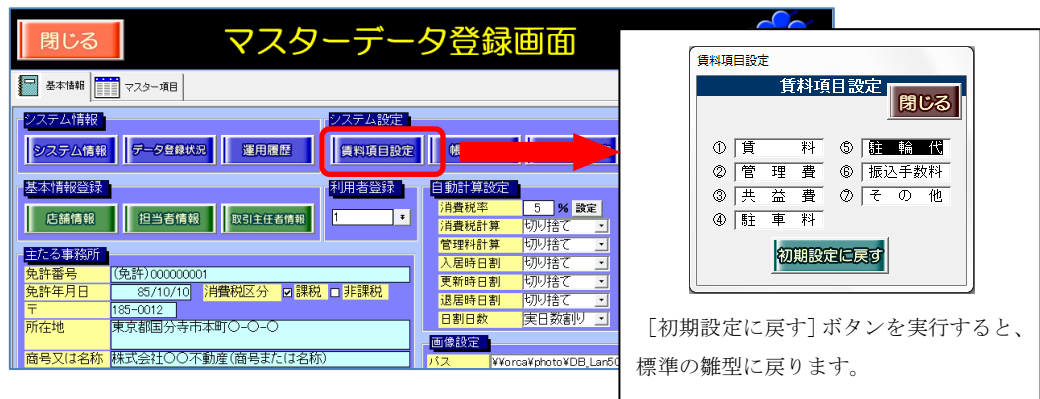 閉じる
マスターデータ登録画面
基本情報
マスター項目
システム情報
システム設定
システム情報
データ登録状況
運用履歴
賃料項目設定
基本情報登録
利用者登録
自動計算設定
店舗情報
担当者情報
取引主任者情報
1
消費税率 5 % 設定
消費税計算 切り捨て
管理料計算 切り捨て
入居時日割 切り捨て
更新時日割 切り捨て
退居時日割 切り捨て
日割日数 実日数割り
主たる事務所
免許番号 (免許)000000001
免許年月日 85/10/10 消費税区分 課税 非課税
〒 185-0012
所在地 東京都国分寺市本町〇-〇-〇
商号又は名称 株式会社〇〇不動産(商号または名称)
画像設定
パス ¥¥orca¥photo¥DB_Lan50
賃料項目設定
賃料項目設定
閉じる
① 賃料 ⑤ 駐輪代
② 管理費 ⑥ 振込手数料
③ 共益費 ⑦ その他
④ 駐車料
初期設定に戻す
［初期設定に戻す］ボタンを実行すると、
標準の雛型に戻ります。